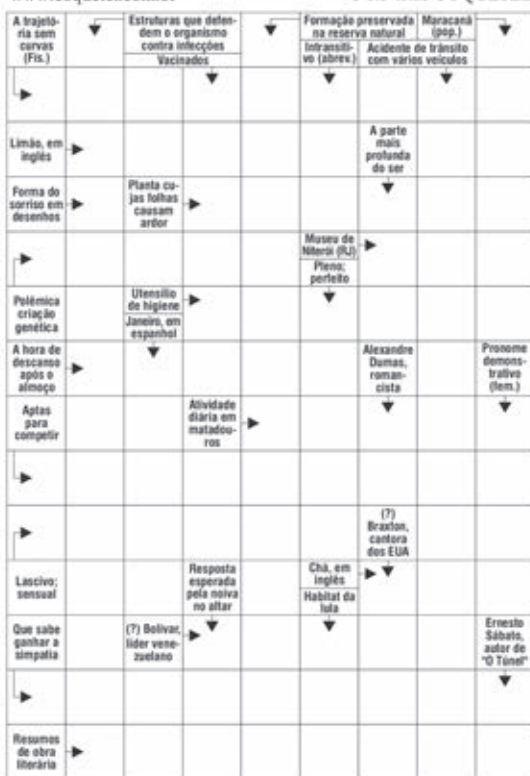 A trajetó-
ria sem
curvas
(Fís.)
Estruturas que defen-
dem o organismo
contra infecções
Vacinados
Formação preservada
na reserva natural
Maracanã
(pop.)
Intransiti-
vo (abrev.)
Acidente de trânsito
com vários veículos
Limão, em
inglês
A parte
mais
profunda
do ser
Forma do
sorriso em
desenhos
Planta cu-
jas folhas
causam
ardor
Museu de
Niterói (RJ)
Pleno;
perfeito
Polêmica
criação
genética
Utensílio
de higiene
Janeiro, em
espanhol
A hora de
descanso
após o
almoço
Alexandre
Dumas,
roman-
cista
Pronome
demons-
trativo
(fem.)
Aptas
para
competir
Atividade
diária em
matadou-
ros
(?)
Braxton,
cantora
dos EUA
Lascivo;
sensual
Resposta
esperada
pela noiva
no altar
Chá, em
inglês
Habitat da
lula
Que sabe
ganhar a
simpatia
(?) Bolívar,
líder vene-
zuelano
Ernesto
Sábato,
autor de
"O Túnel"
Resumos
de obra
literária